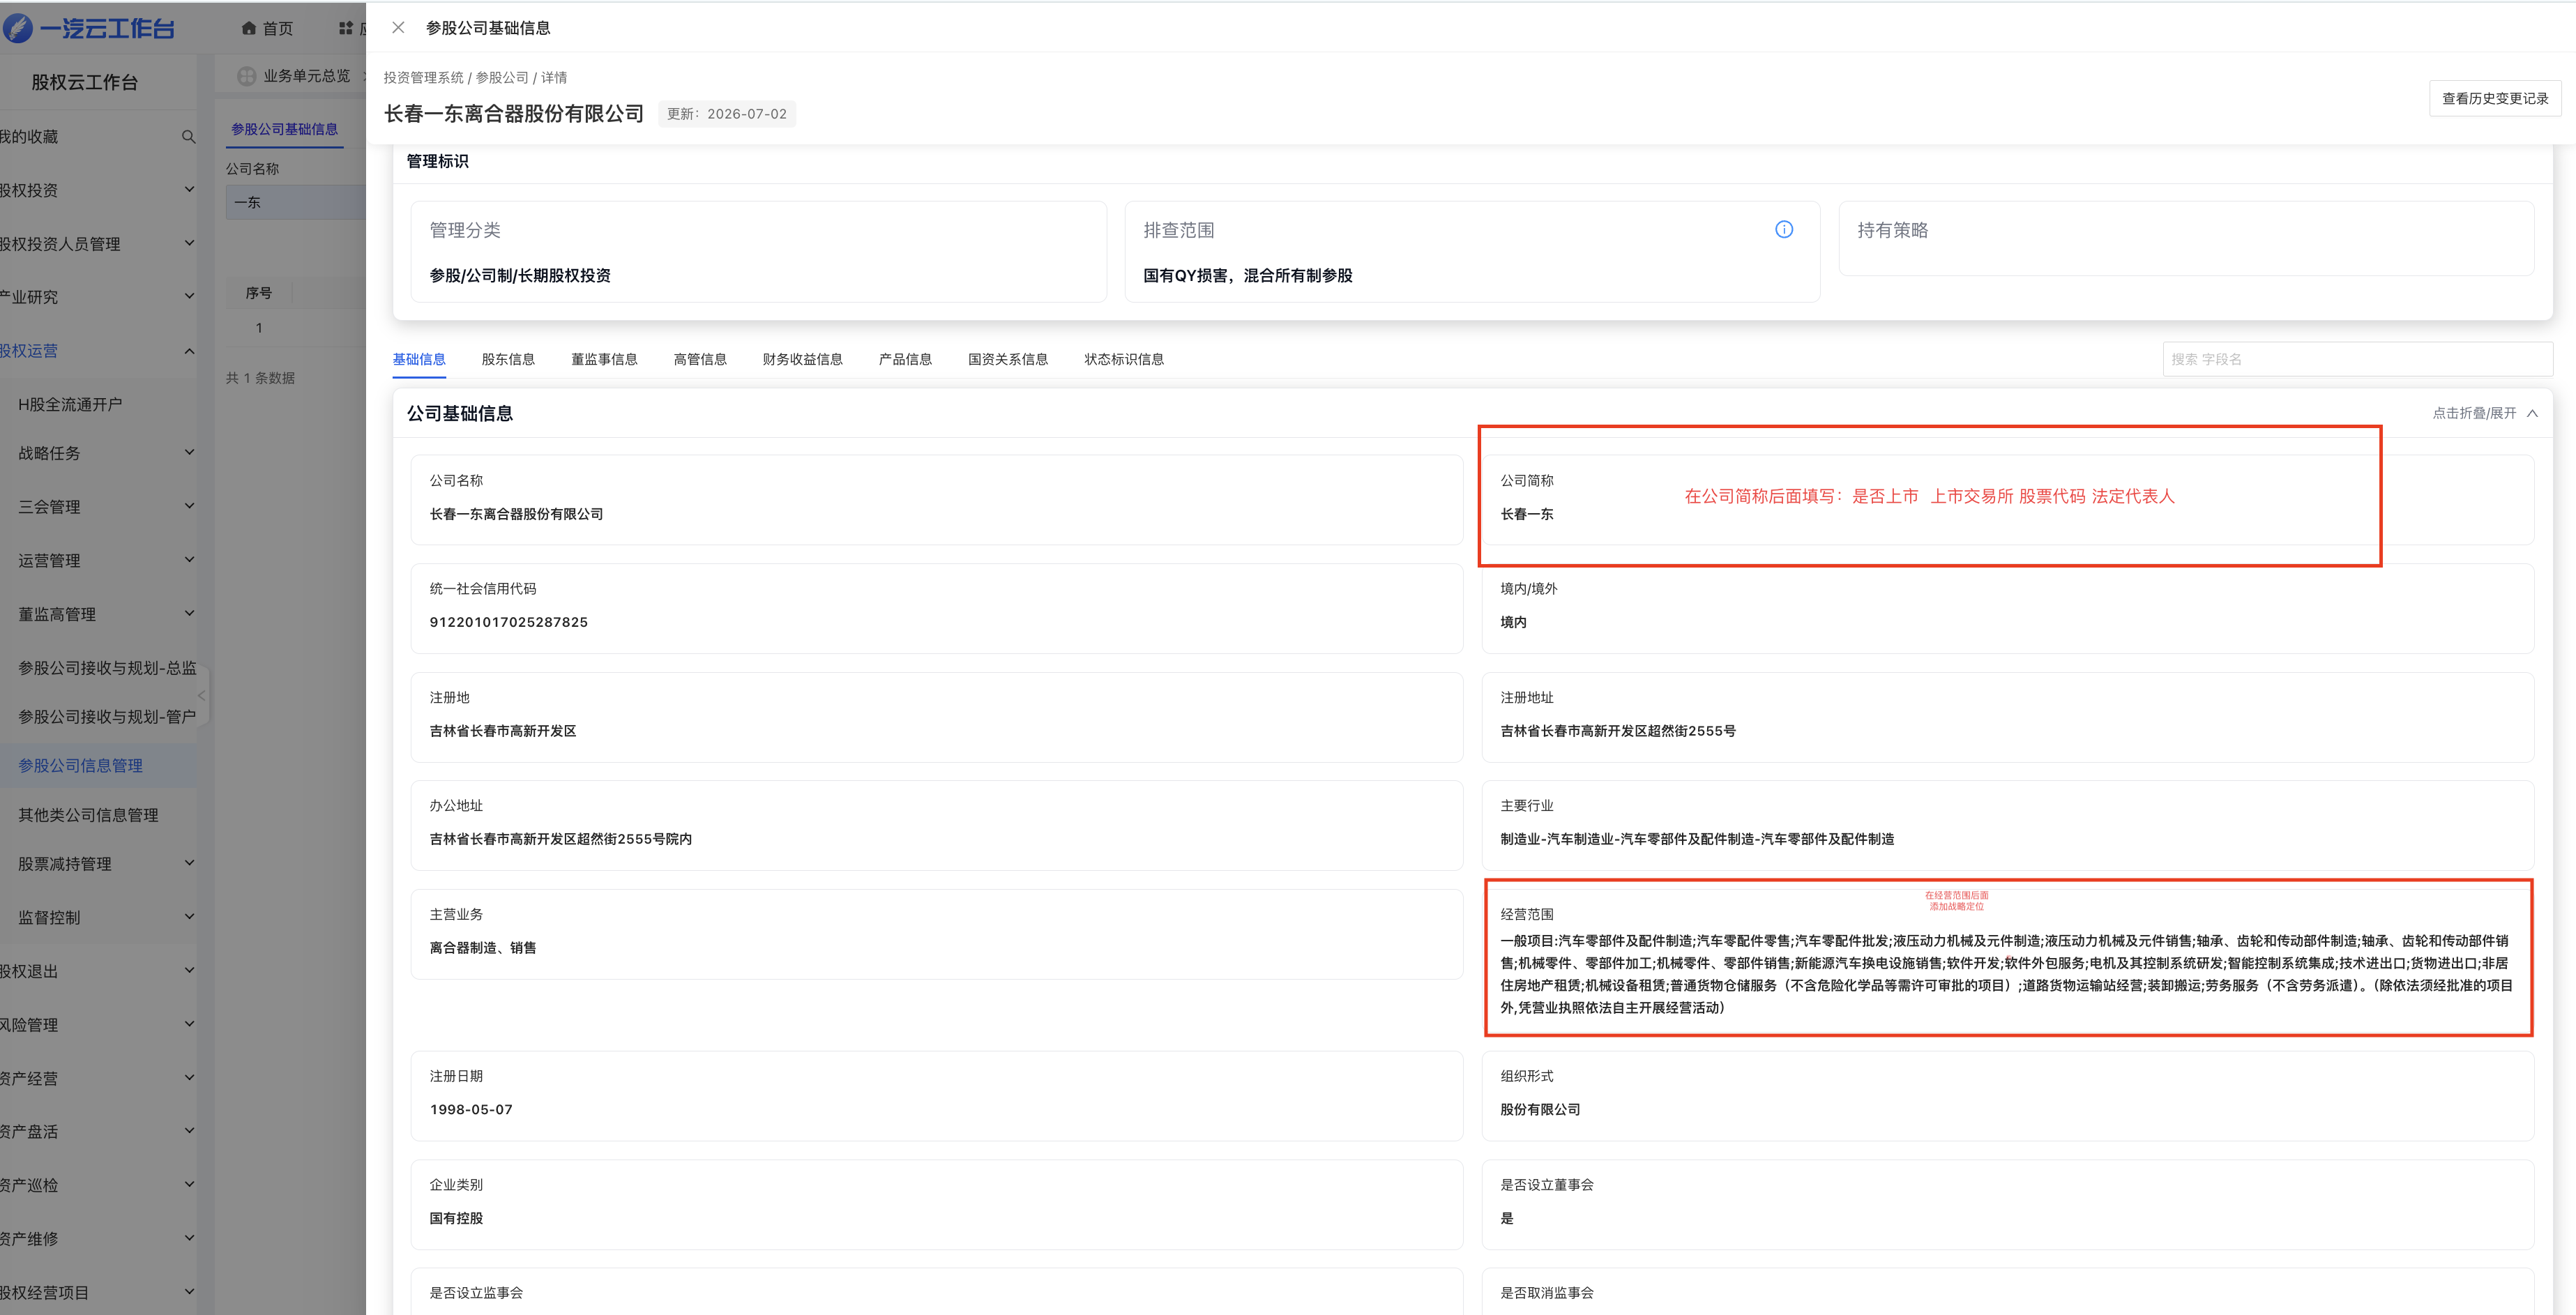 一汽云工作台
首页
股权云工作台
业务单元总览
我的收藏
股权投资
股权投资人员管理
产业研究
股权运营
H股全流通开户
战略任务
三会管理
运营管理
董监高管理
参股公司接收与规划-总监
参股公司接收与规划-管户
参股公司信息管理
其他类公司信息管理
股票减持管理
监督控制
股权退出
风险管理
资产经营
资产盘活
资产巡检
资产维修
股权经营项目
参股公司基础信息
公司名称
一东
序号
1
共 1 条数据
参股公司基础信息
投资管理系统 / 参股公司 / 详情
长春一东离合器股份有限公司 更新：2026-07-02
查看历史变更记录
管理标识
管理分类
参股/公司制/长期股权投资
排查范围
国有QY损害，混合所有制参股
持有策略
基础信息 股东信息 董监事信息 高管信息 财务收益信息 产品信息 国资关系信息 状态标识信息
搜索 字段名
公司基础信息
点击折叠/展开
公司名称
长春一东离合器股份有限公司
公司简称
长春一东
在公司简称后面填写：是否上市 上市交易所 股票代码 法定代表人
统一社会信用代码
912201017025287825
境内/境外
境内
注册地
吉林省长春市高新开发区
注册地址
吉林省长春市高新开发区超然街2555号
办公地址
吉林省长春市高新开发区超然街2555号院内
主要行业
制造业-汽车制造业-汽车零部件及配件制造-汽车零部件及配件制造
主营业务
离合器制造、销售
在经营范围后面
添加战略定位
经营范围
一般项目:汽车零部件及配件制造;汽车零配件零售;汽车零配件批发;液压动力机械及元件制造;液压动力机械及元件销售;轴承、齿轮和传动部件制造;轴承、齿轮和传动部件销
售;机械零件、零部件加工;机械零件、零部件销售;新能源汽车换电设施销售;软件开发;软件外包服务;电机及其控制系统研发;智能控制系统集成;技术进出口;货物进出口;非居
住房地产租赁;机械设备租赁;普通货物仓储服务（不含危险化学品等需许可审批的项目）;道路货物运输站经营;装卸搬运;劳务服务（不含劳务派遣）。（除依法须经批准的项目
外,凭营业执照依法自主开展经营活动）
注册日期
1998-05-07
组织形式
股份有限公司
企业类别
国有控股
是否设立董事会
是
是否设立监事会
是否取消监事会